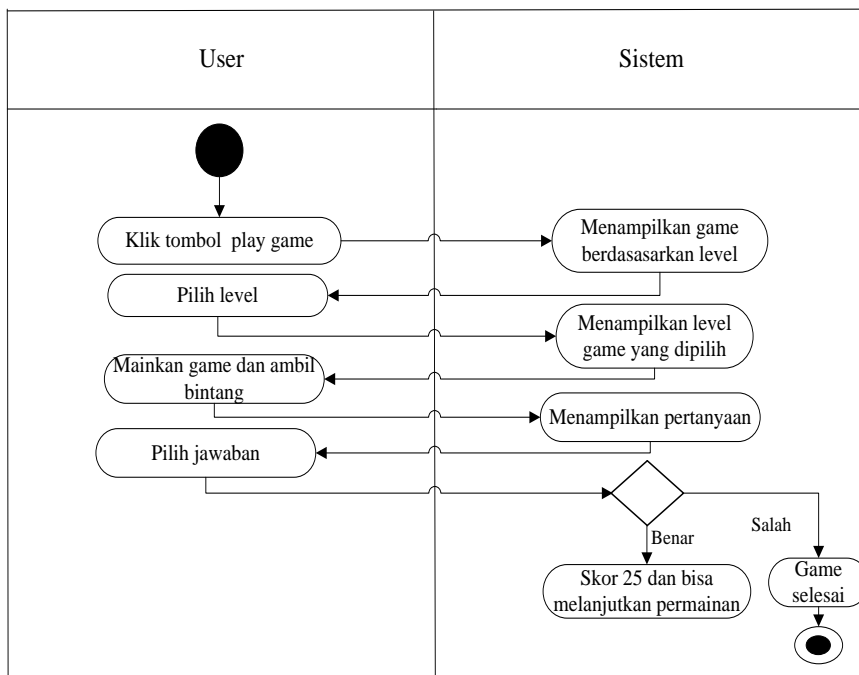 User
Sistem
Klik tombol play game
Menampilkan game
berdasasarkan level
Pilih level
Menampilkan level
game yang dipilih
Mainkan game dan ambil
bintang
Menampilkan pertanyaan
Pilih jawaban
Benar
Salah
Skor 25 dan bisa
melanjutkan permainan
Game
selesai